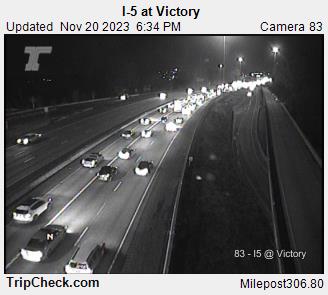 I-5 at Victory
Updated Nov 20 2023 6:34 PM Camera 83
T
N
83 - I5 @ Victory
TripCheck.com Milepost306.80